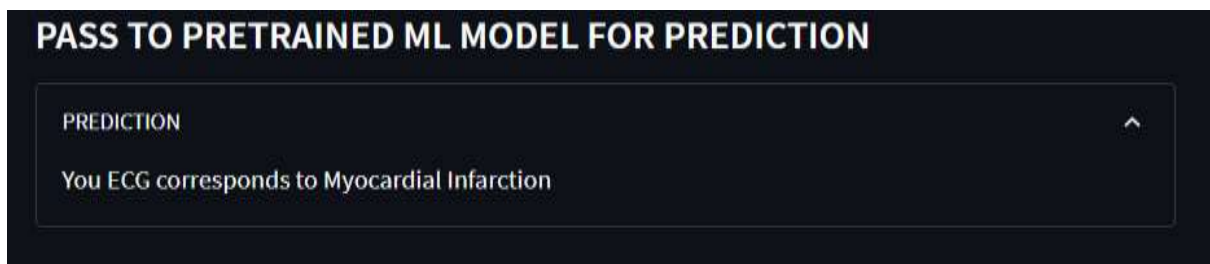 PASS TO PRETRAINED ML MODEL FOR PREDICTION
PREDICTION
You ECG corresponds to Myocardial Infarction